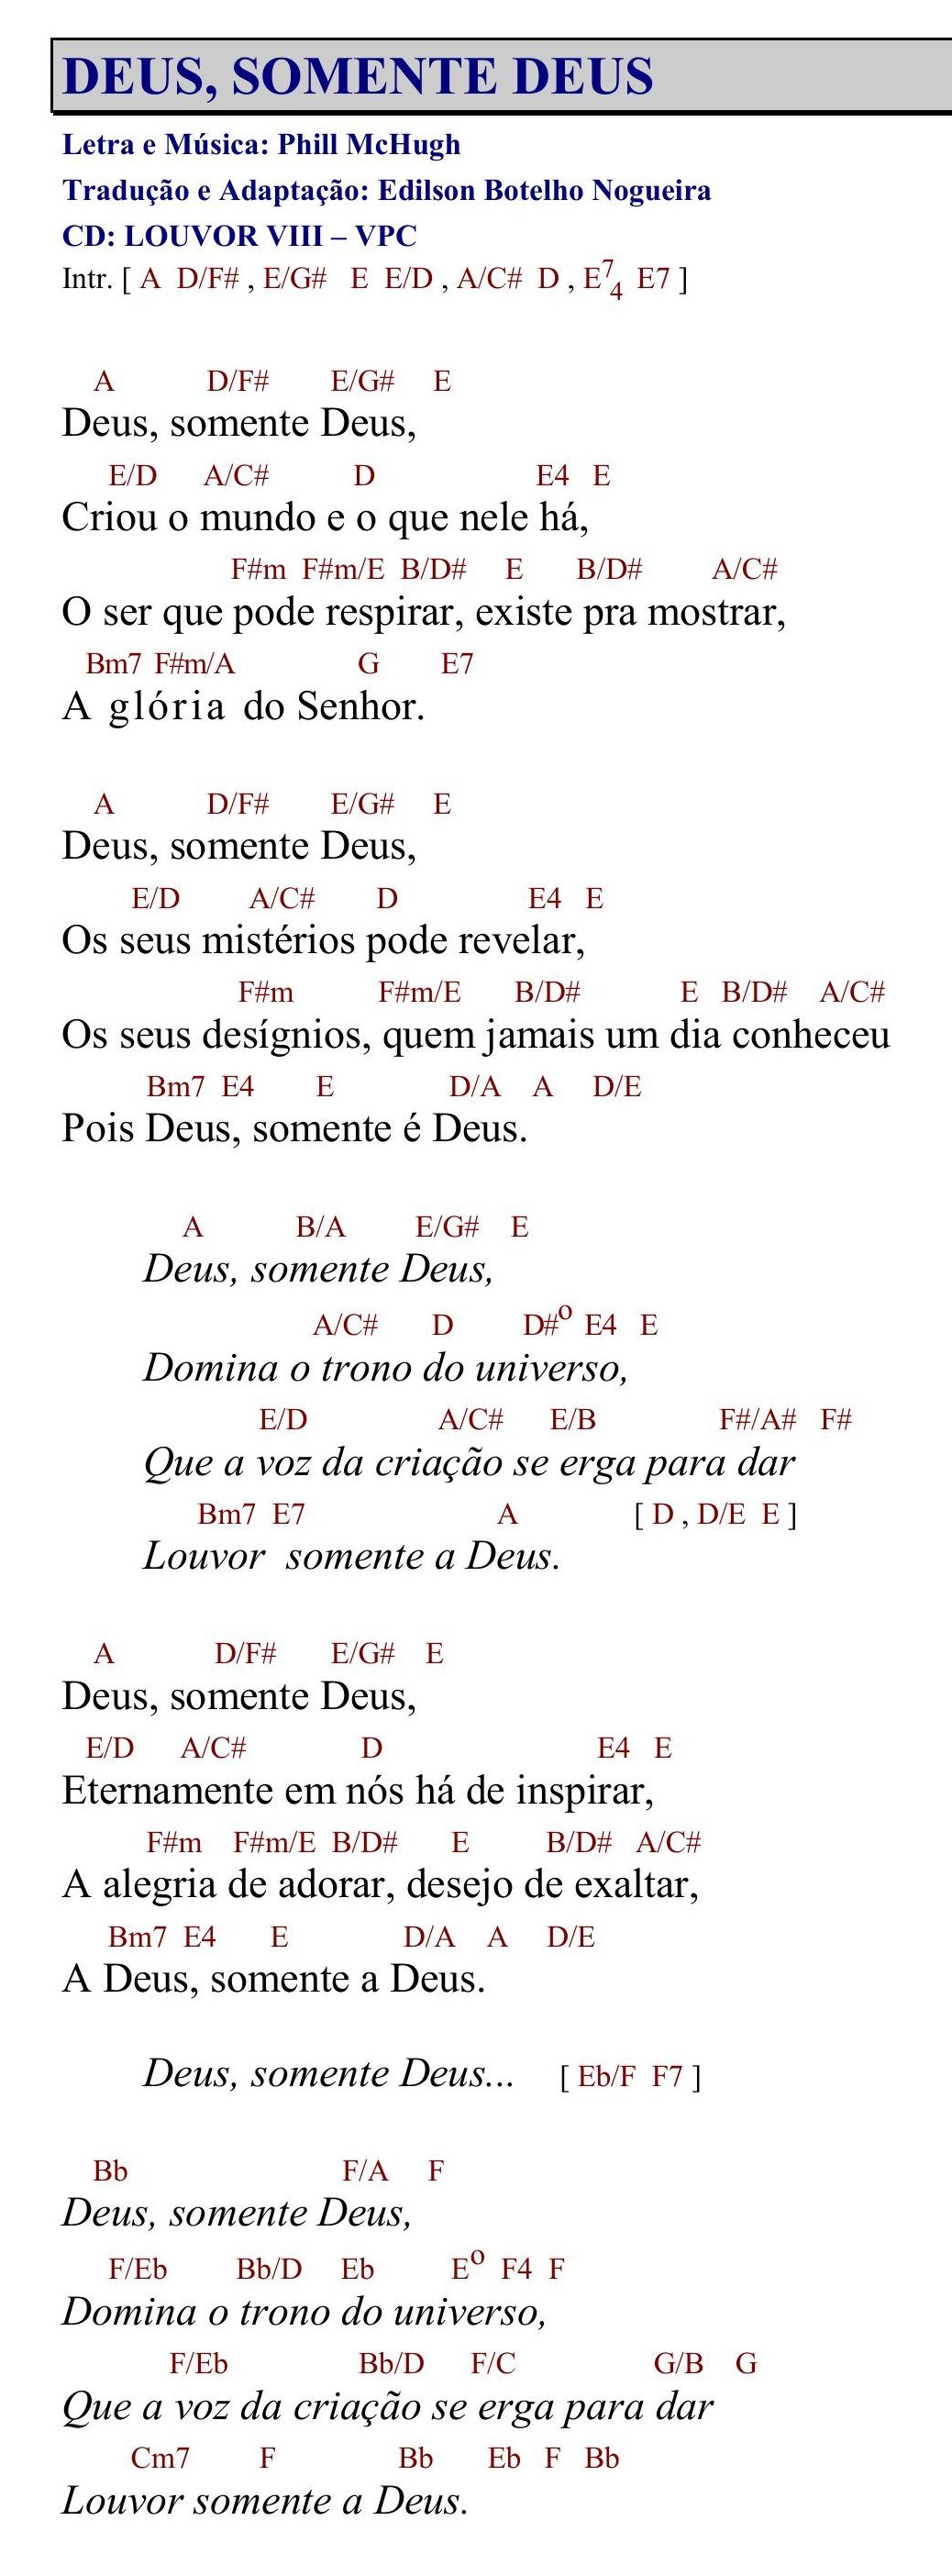 DEUS, SOMENTE DEUS
Letra e Música: Phill McHugh
Tradução e Adaptação: Edilson Botelho Nogueira
CD: LOUVOR VIII – VPC
Intr. [ A D/F# , E/G# E E/D , A/C# D , E7 4 E7 ]
A D/F# E/G# E
Deus, somente Deus,
E/D A/C# D E4 E
Criou o mundo e o que nele há,
F#m F#m/E B/D# E B/D# A/C#
O ser que pode respirar, existe pra mostrar,
Bm7 F#m/A G E7
A glória do Senhor.
A D/F# E/G# E
Deus, somente Deus,
E/D A/C# D E4 E
Os seus mistérios pode revelar,
F#m F#m/E B/D# E B/D# A/C#
Os seus desígnios, quem jamais um dia conheceu
Bm7 E4 E D/A A D/E
Pois Deus, somente é Deus.
A B/A E/G# E
Deus, somente Deus,
A/C# D D#º E4 E
Domina o trono do universo,
E/D A/C# E/B F#/A# F#
Que a voz da criação se erga para dar
Bm7 E7 A [ D , D/E E ]
Louvor somente a Deus.
A D/F# E/G# E
Deus, somente Deus,
E/D A/C# D E4 E
Eternamente em nós há de inspirar,
F#m F#m/E B/D# E B/D# A/C#
A alegria de adorar, desejo de exaltar,
Bm7 E4 E D/A A D/E
A Deus, somente a Deus.
Deus, somente Deus... [ Eb/F F7 ]
Bb F/A F
Deus, somente Deus,
F/Eb Bb/D Eb Eº F4 F
Domina o trono do universo,
F/Eb Bb/D F/C G/B G
Que a voz da criação se erga para dar
Cm7 F Bb Eb F Bb
Louvor somente a Deus.